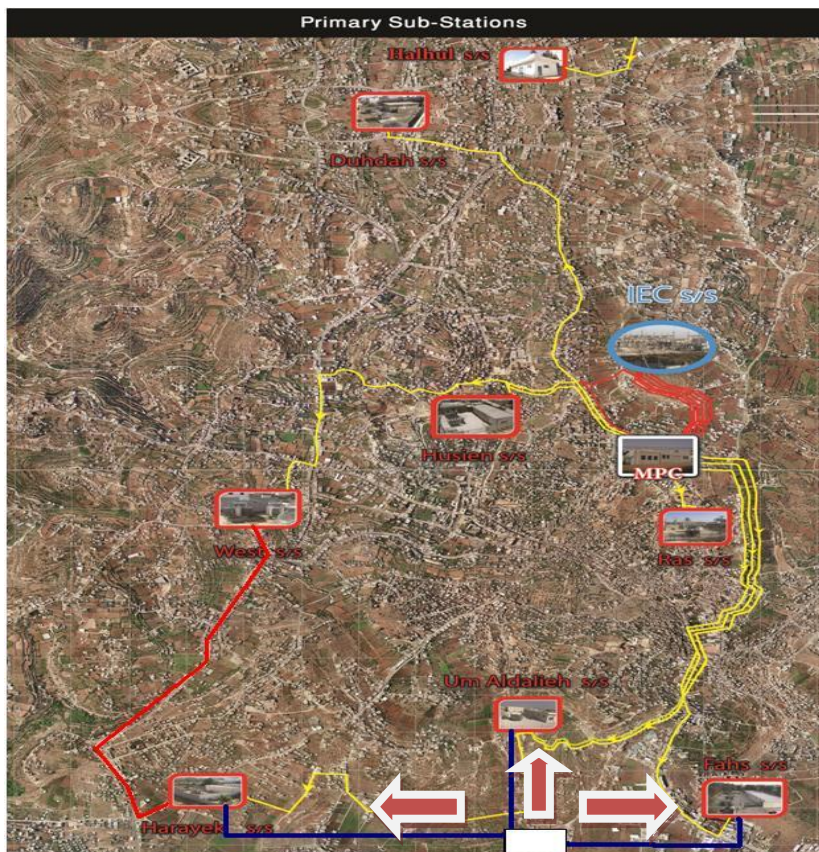 Primary Sub-Stations
Halhul s/s
Duhdah s/s
IEC s/s
Husien s/s
MPC
West s/s
Ras s/s
Um Aldalieh s/s
Fahs s/s
Harayek s/s